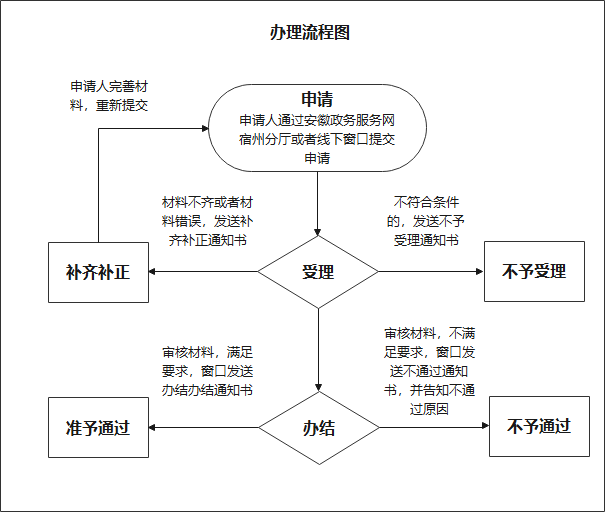 办理流程图
申请人完善材
料，重新提交
申请
申请人通过安徽政务服务网
宿州分厅或者线下窗口提交
申请
材料不齐或者材
料错误，发送补
齐补正通知书
不符合条件
的，发送不予
受理通知书
补齐补正
受理
不予受理
审核材料，满足
要求，窗口发送
办结办结通知书
审核材料，不满
足要求，窗口发
送不通过通知
书，并告知不通
过原因
准予通过
办结
不予通过